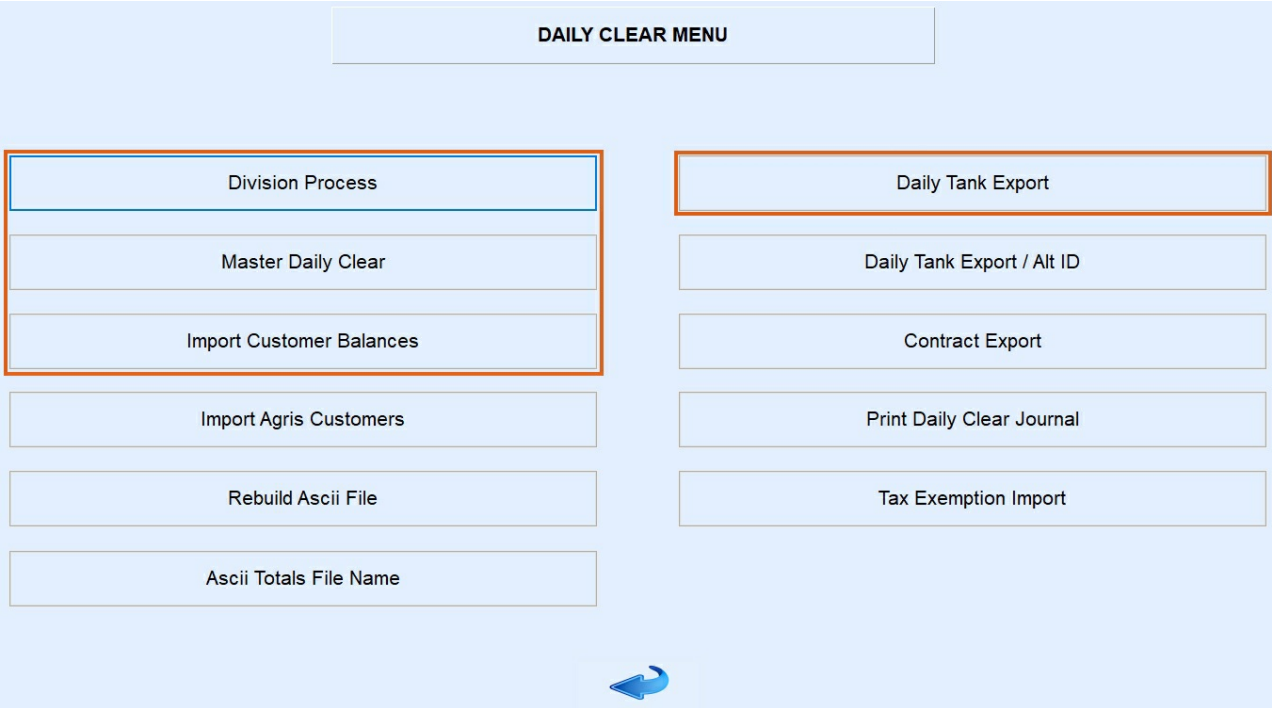 DAILY CLEAR MENU
Division Process
Master Daily Clear
Import Customer Balances
Import Agris Customers
Rebuild Ascii File
Ascii Totals File Name
Daily Tank Export
Daily Tank Export / Alt ID
Contract Export
Print Daily Clear Journal
Tax Exemption Import